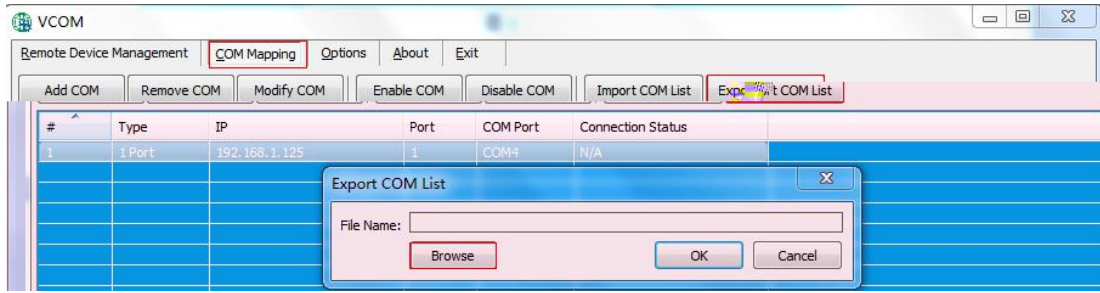 VCOM
Remote Device Management COM Mapping Options About Exit
Add COM Remove COM Modify COM Enable COM Disable COM Import COM List Export COM List
# Type IP Port COM Port Connection Status
1 1 Port 192.168.1.125 1 COM4 N/A
Export COM List
File Name:
Browse OK Cancel